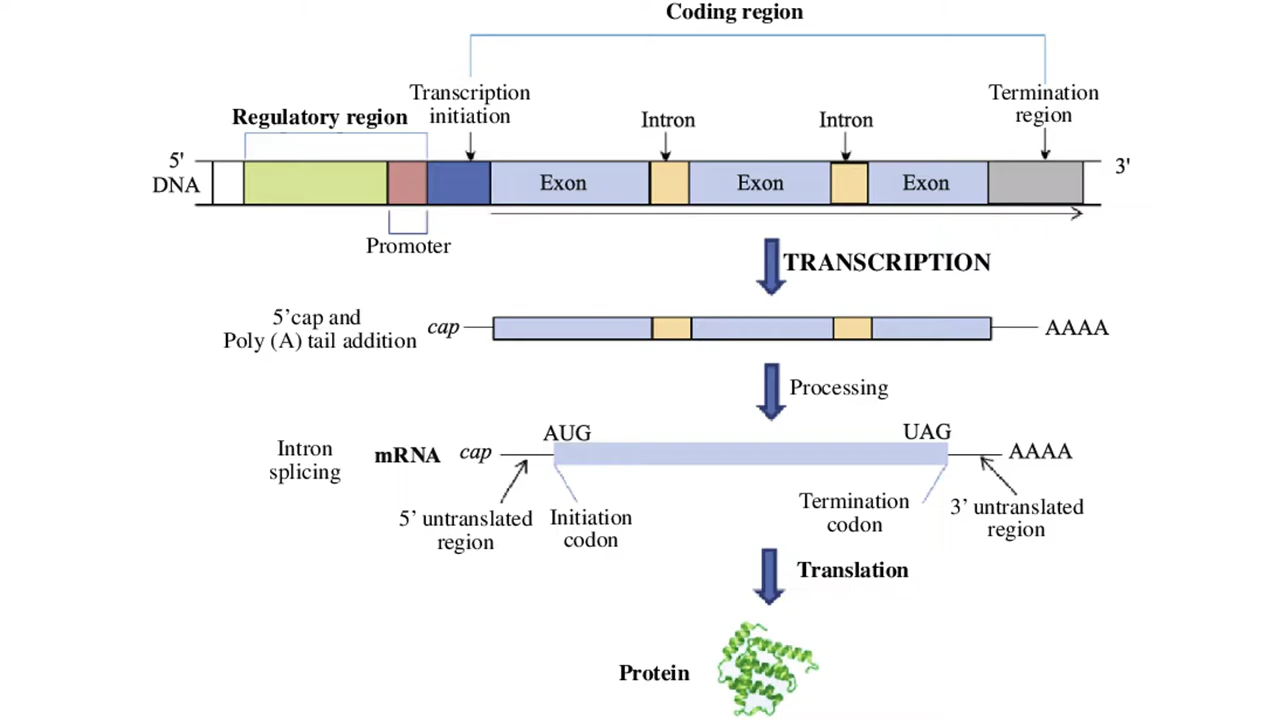 Coding region
Transcription
initiation
Termination
region
Regulatory region
Intron
Intron
5'
DNA
Exon
Exon
Exon
3'
Promoter
TRANSCRIPTION
5’cap and
Poly (A) tail addition
cap
AAAA
Processing
Intron
splicing
mRNA
cap
AUG
UAG
AAAA
5’ untranslated
region
Initiation
codon
Termination
codon
3’ untranslated
region
Translation
Protein